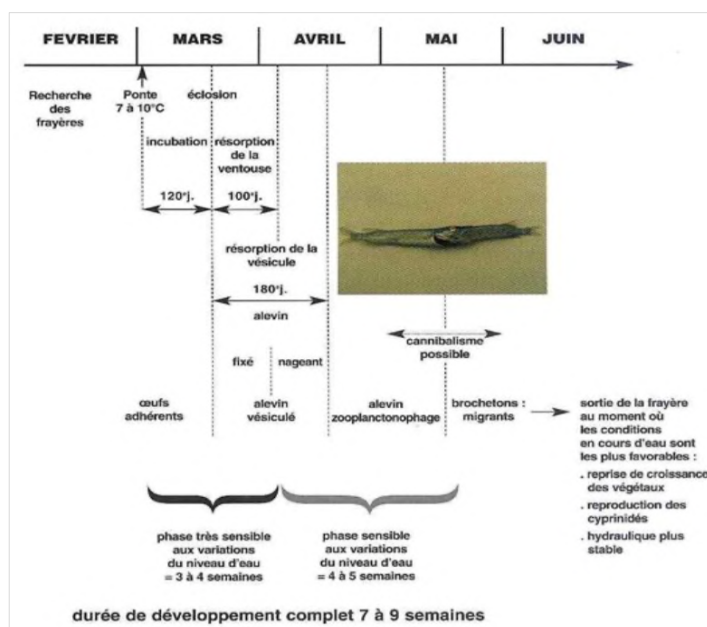 FEVRIER MARS AVRIL MAI JUIN
Recherche
des
frayères
Ponte
7 à 10°C
éclosion
incubation
résorption
de la
ventouse
120°j.
100°j.
résorption de la
vésicule
180°j.
alevin
fixé
nageant
cannibalisme
possible
œufs
adhérents
alevin
vésiculé
alevin
zooplanctonophage
brochetons :
migrants
sortie de la frayère
au moment où
les conditions
en cours d'eau sont
les plus favorables :
. reprise de croissance
des végétaux
. reproduction des
cyprinidés
. hydraulique plus
stable
phase très sensible
aux variations
du niveau d'eau
= 3 à 4 semaines
phase sensible
aux variations
du niveau d'eau
= 4 à 5 semaines
durée de développement complet 7 à 9 semaines